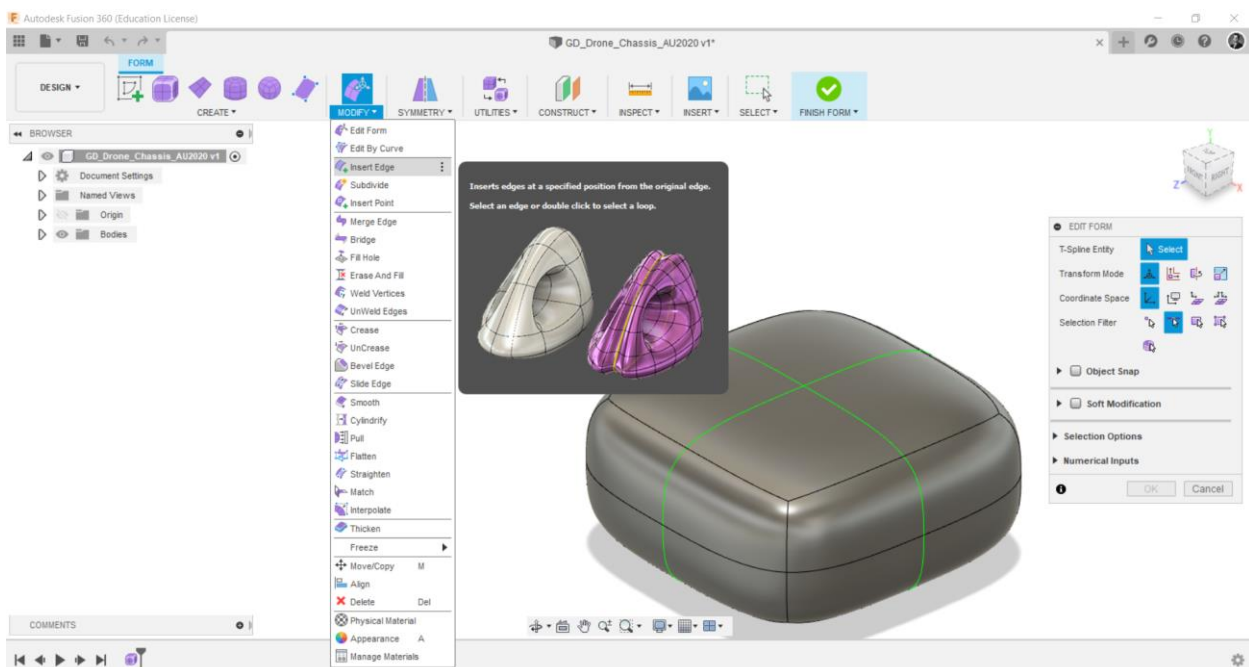 Autodesk Fusion 360 (Education License)
GD_Drone_Chassis_AU2020 v1*
FORM
DESIGN
CREATE
MODIFY
SYMMETRY
UTILITIES
CONSTRUCT
INSPECT
INSERT
SELECT
FINISH FORM
BROWSER
GD_Drone_Chassis_AU2020 v1
Document Settings
Named Views
Origin
Bodies
Edit Form
Edit By Curve
Insert Edge
Subdivide
Insert Point
Merge Edge
Bridge
Fill Hole
Erase And Fill
Weld Vertices
UnWeld Edges
Crease
UnCrease
Bevel Edge
Slide Edge
Smooth
Cylindrify
Pull
Flatten
Straighten
Match
Interpolate
Thicken
Freeze
Move/Copy M
Align
Delete Del
Physical Material
Appearance A
Manage Materials
Inserts edges at a specified position from the original edge.
Select an edge or double click to select a loop.
Y
Z
X
FRONT
RIGHT
EDIT FORM
T-Spline Entity Select
Transform Mode
Coordinate Space
Selection Filter
Object Snap
Soft Modification
Selection Options
Numerical Inputs
OK Cancel
COMMENTS